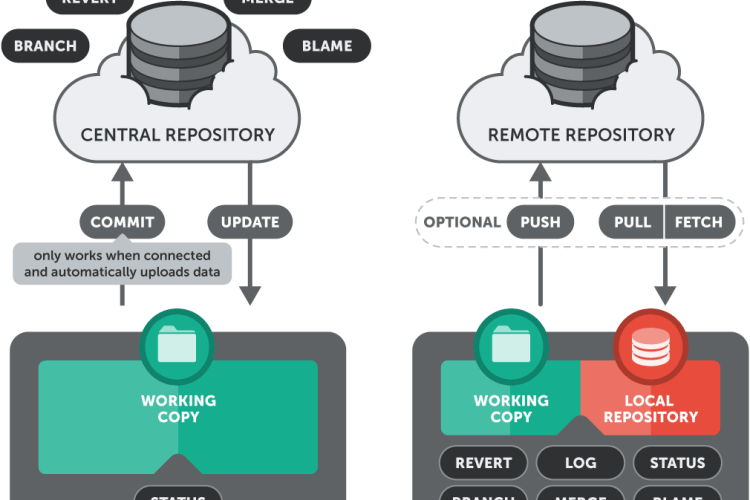 REVERT
MERGE
BRANCH
BLAME
CENTRAL REPOSITORY
COMMIT
UPDATE
only works when connected
and automatically uploads data
WORKING
COPY
STATUS
REMOTE REPOSITORY
OPTIONAL
PUSH
PULL
FETCH
WORKING
COPY
LOCAL
REPOSITORY
REVERT
LOG
STATUS
BRANCH
MERGE
BLAME